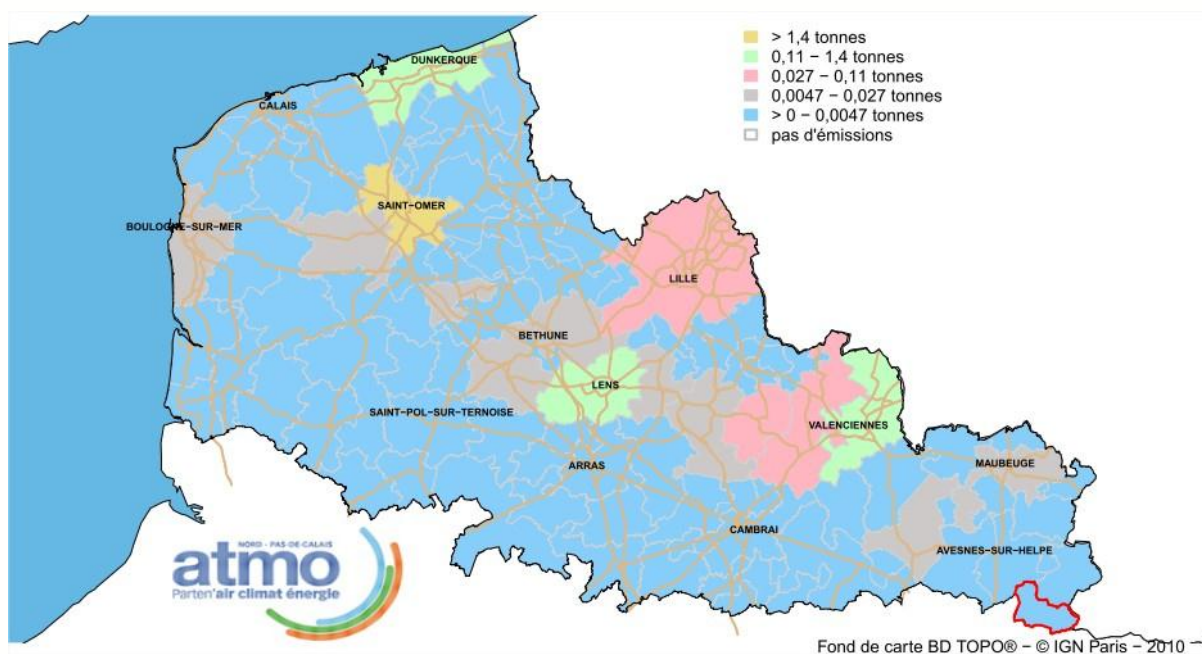 > 1,4 tonnes
0,11 − 1,4 tonnes
0,027 − 0,11 tonnes
0,0047 − 0,027 tonnes
> 0 − 0,0047 tonnes
pas d'émissions
DUNKERQUE
CALAIS
SAINT−OMER
BOULOGNE−SUR−MER
LILLE
BETHUNE
LENS
SAINT−POL−SUR−TERNOISE
VALENCIENNES
ARRAS
MAUBEUGE
CAMBRAI
AVESNES−SUR−HELPE
NORD - PAS-DE-CALAIS
atmo
Parten'air climat énergie
Fond de carte BD TOPO® − © IGN Paris − 2010